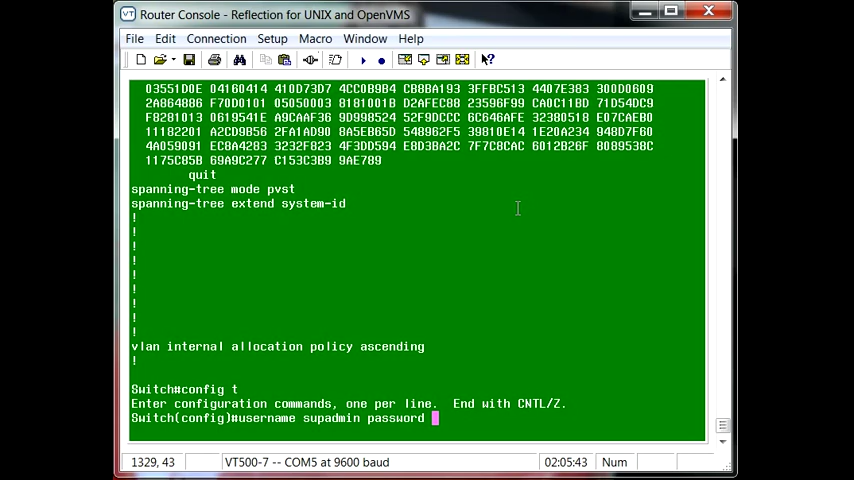 Router Console - Reflection for UNIX and OpenVMS
File Edit Connection Setup Macro Window Help
03551D0E 04160414 410D73D7 4CC0B9B4 CB8BA193 3FFBC513 4407E383 300D0609
2A864886 F70D0101 05050003 8181001B D2AFEC8B 23596F99 CA0C11BD 71D54DC9
F8281013 0619541E A9CAAF36 9D998524 52F9DCCC 6C646AFE 32380518 E07CAEB0
11182201 A2CD9B56 2FA1AD90 8A5EB65D 548962F5 39810E14 1E20A234 948D7F60
4A059091 EC8A4283 3232F823 4F3DD594 E8D3BA2C 7F7C8CAC 6012B26F 8089538C
1175C85B 69A9C277 C153C3B9 9AE789
quit
spanning-tree mode pvst
spanning-tree extend system-id
!
!
!
!
!
!
!
!
!
vlan internal allocation policy ascending
!
Switch#config t
Enter configuration commands, one per line. End with CNTL/Z.
Switch(config)#username supadmin password
1329, 43 VT500-7 -- COM5 at 9600 baud 02:05:43 Num